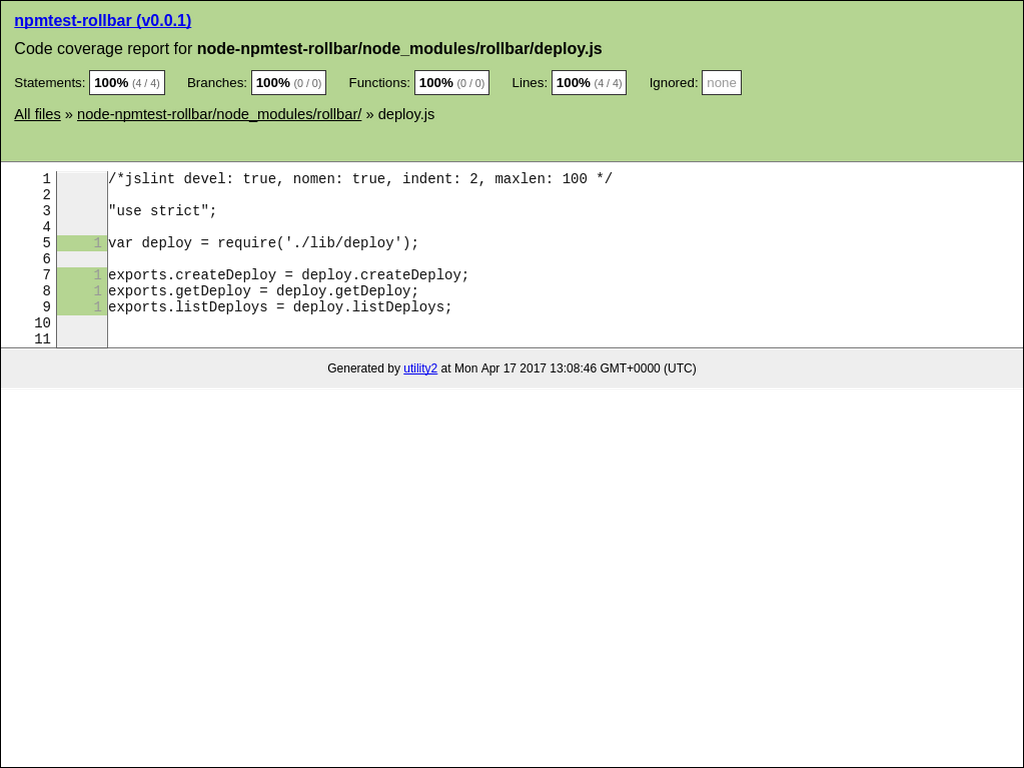 npmtest-rollbar (v0.0.1)
Code coverage report for node-npmtest-rollbar/node_modules/rollbar/deploy.js
Statements: 100% (4 / 4) Branches: 100% (0 / 0) Functions: 100% (0 / 0) Lines: 100% (4 / 4) Ignored: none
All files » node-npmtest-rollbar/node_modules/rollbar/ » deploy.js
1 /*jslint devel: true, nomen: true, indent: 2, maxlen: 100 */
2
3 "use strict";
4
5 1 var deploy = require('./lib/deploy');
6
7 1 exports.createDeploy = deploy.createDeploy;
8 1 exports.getDeploy = deploy.getDeploy;
9 1 exports.listDeploys = deploy.listDeploys;
10
11
Generated by utility2 at Mon Apr 17 2017 13:08:46 GMT+0000 (UTC)